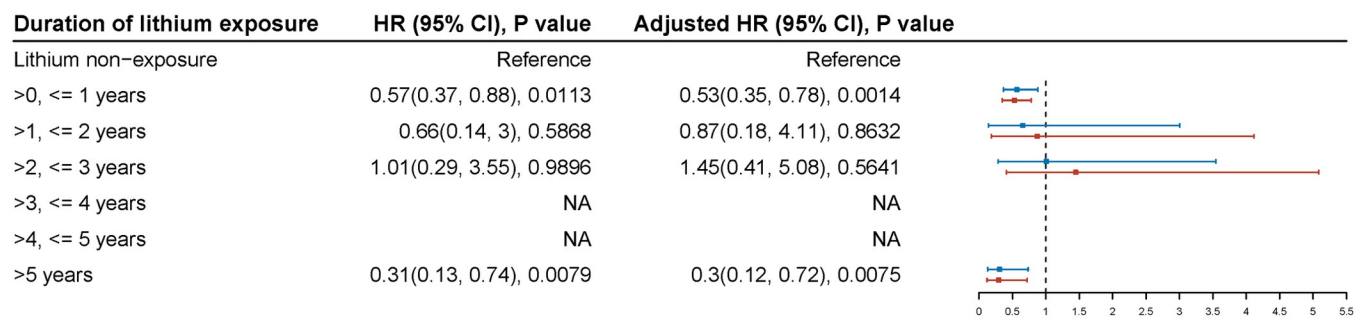 Duration of lithium exposure HR (95% CI), P value Adjusted HR (95% CI), P value
Lithium non−exposure Reference Reference
>0, <= 1 years 0.57(0.37, 0.88), 0.0113 0.53(0.35, 0.78), 0.0014
>1, <= 2 years 0.66(0.14, 3), 0.5868 0.87(0.18, 4.11), 0.8632
>2, <= 3 years 1.01(0.29, 3.55), 0.9896 1.45(0.41, 5.08), 0.5641
>3, <= 4 years NA NA
>4, <= 5 years NA NA
>5 years 0.31(0.13, 0.74), 0.0079 0.3(0.12, 0.72), 0.0075
0 0.5 1 1.5 2 2.5 3 3.5 4 4.5 5 5.5